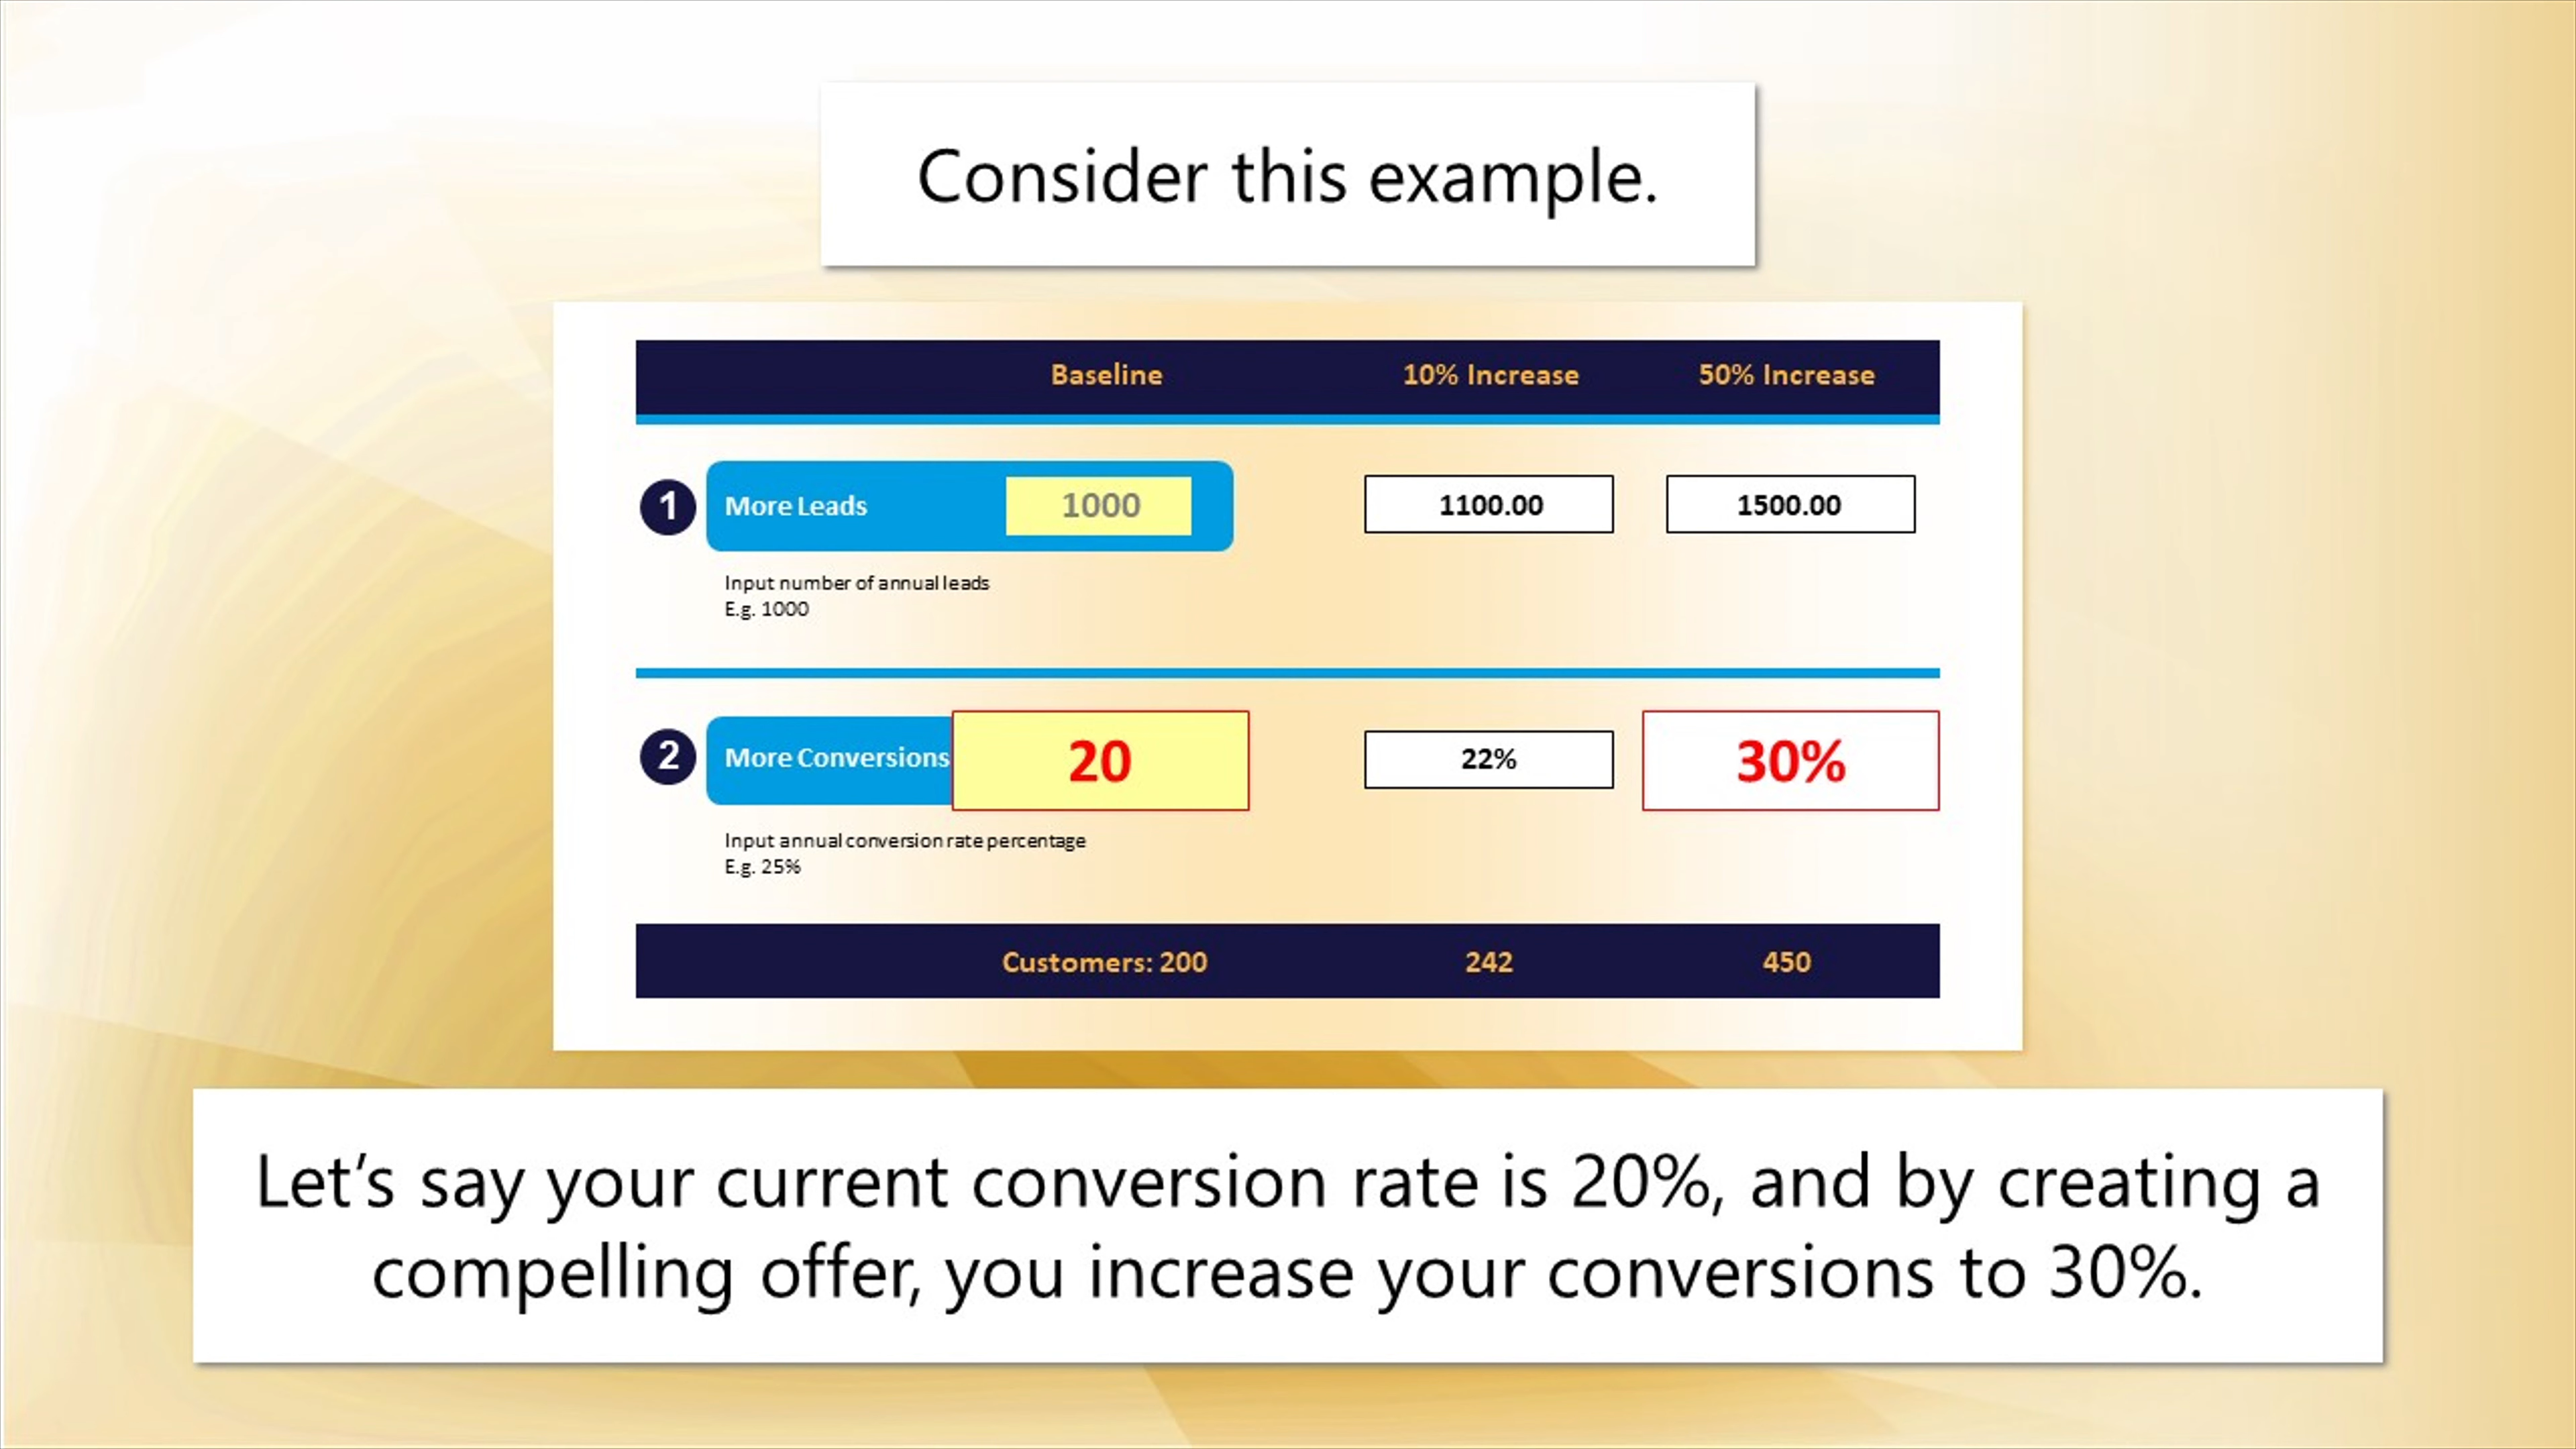 Consider this example.
Baseline 10% Increase 50% Increase
1 More Leads 1000 1100.00 1500.00
Input number of annual leads
E.g. 1000
2 More Conversions 20 22% 30%
Input annual conversion rate percentage
E.g. 25%
Customers: 200 242 450
Let’s say your current conversion rate is 20%, and by creating a
compelling offer, you increase your conversions to 30%.